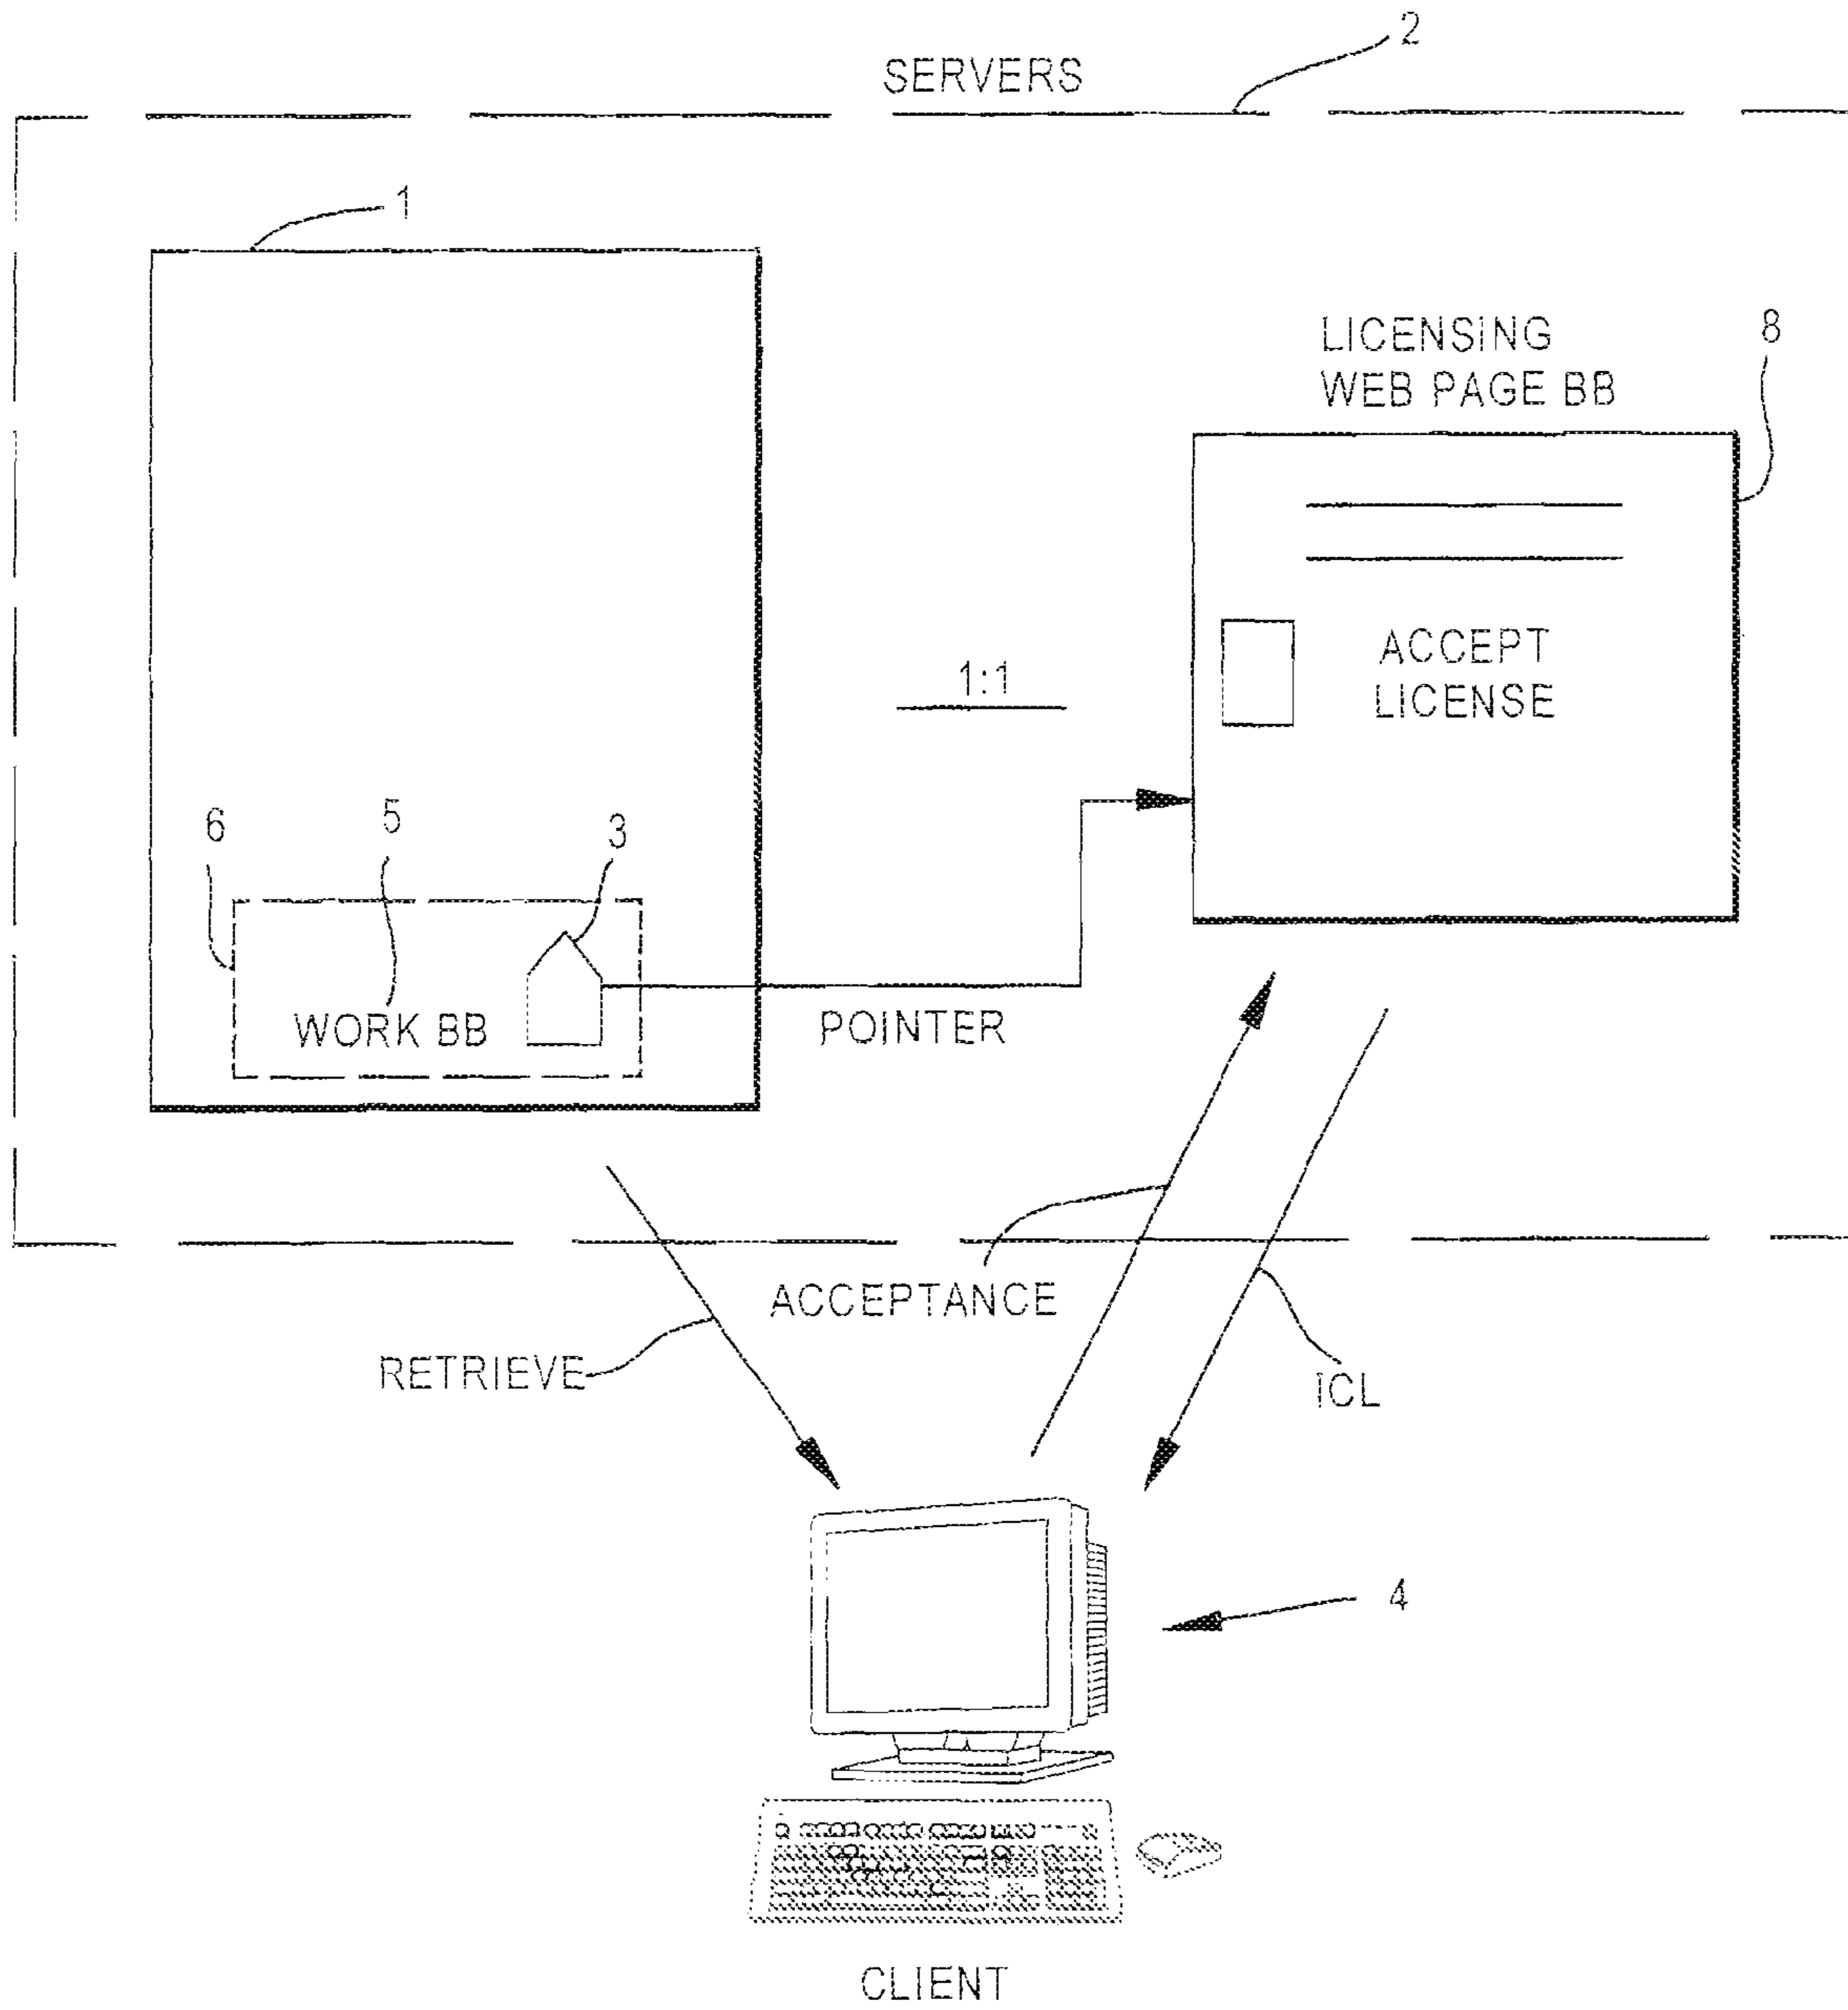 2
SERVERS
1
LICENSING
WEB PAGE BB
8
ACCEPT
LICENSE
1:1
6
5
3
WORK BB
POINTER
ACCEPTANCE
RETRIEVE
ICL
4
CLIENT